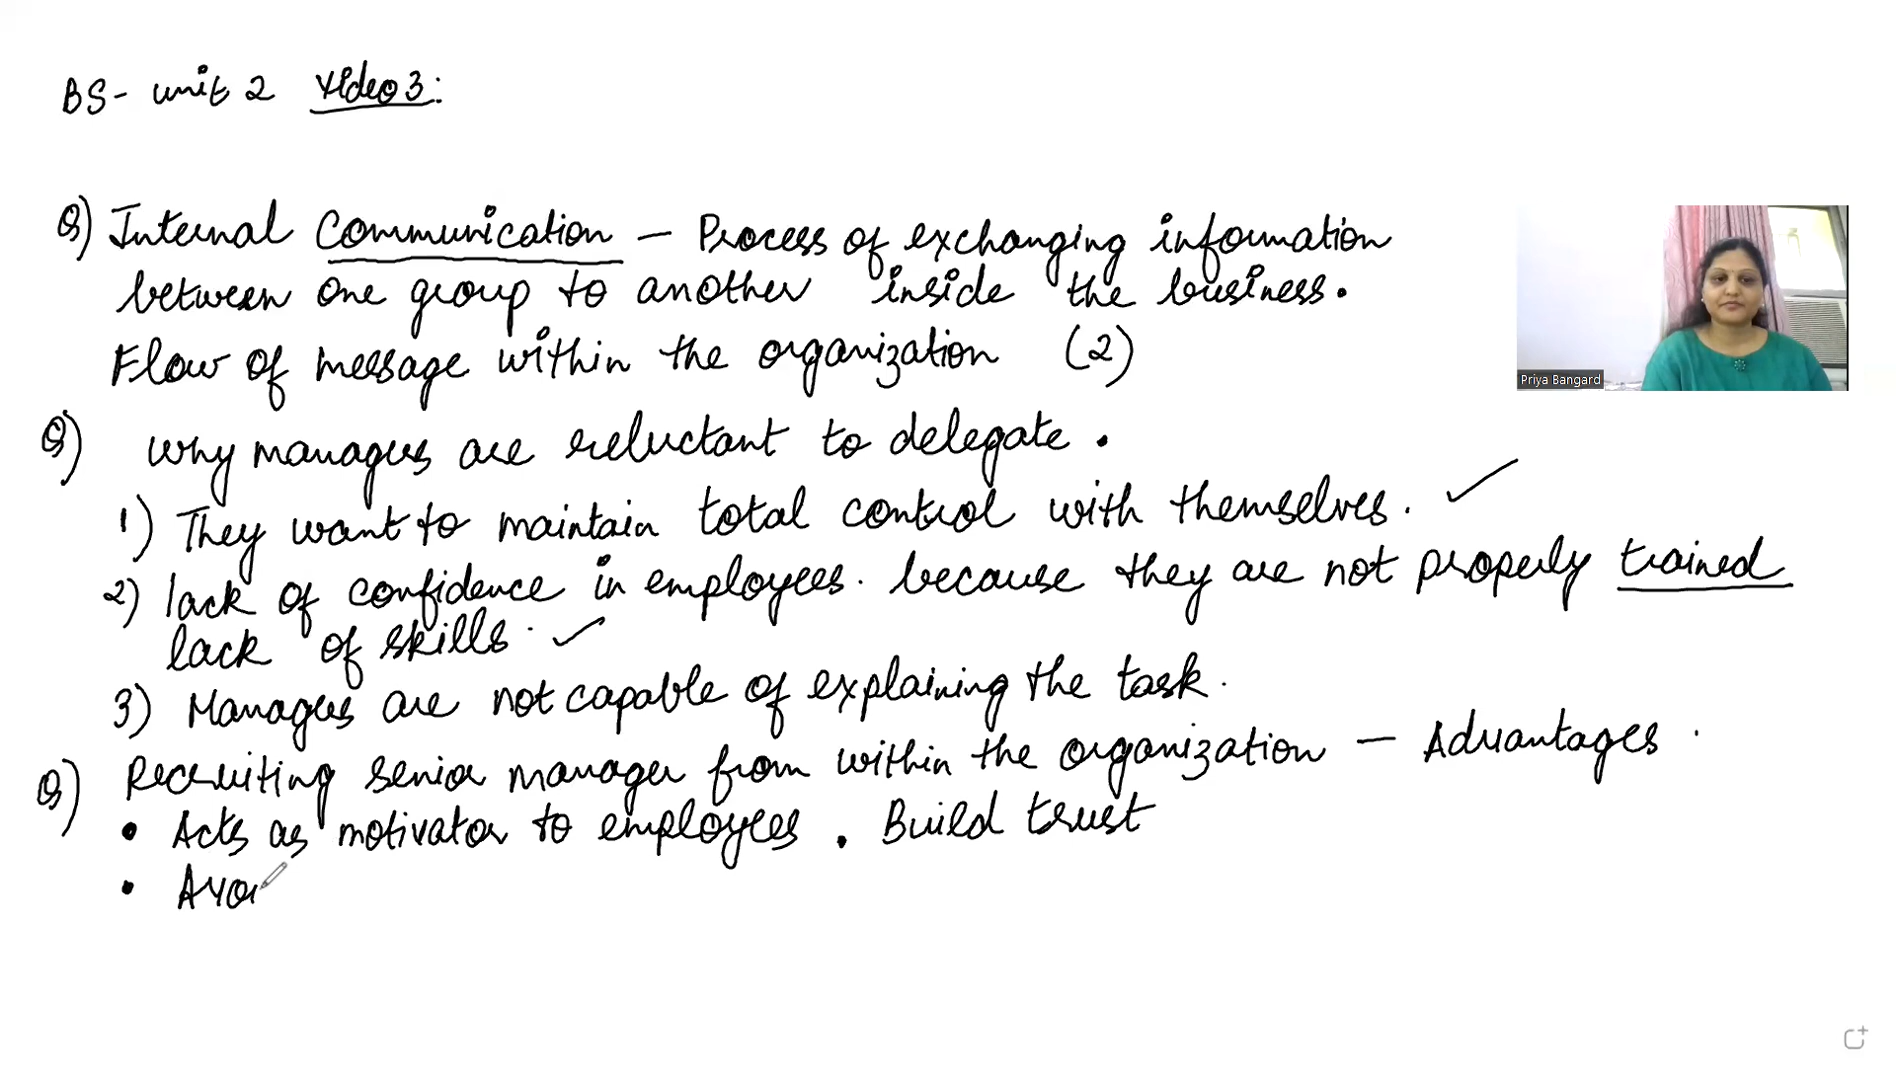 BS- unit 2 Video 3:
Q) Internal Communication – Process of exchanging information
between one group to another inside the business.
Flow of message within the organization (2)
Priya Bangard
Q) why managers are reluctant to delegate.
1) They want to maintain total control with themselves. ✓
2) lack of confidence in employees. because they are not properly trained
lack of skills. ✓
3) Managers are not capable of explaining the task.
Q) Recruiting senior manager from within the organization – Advantages.
• Acts as motivator to employees. Build trust
• Avoi